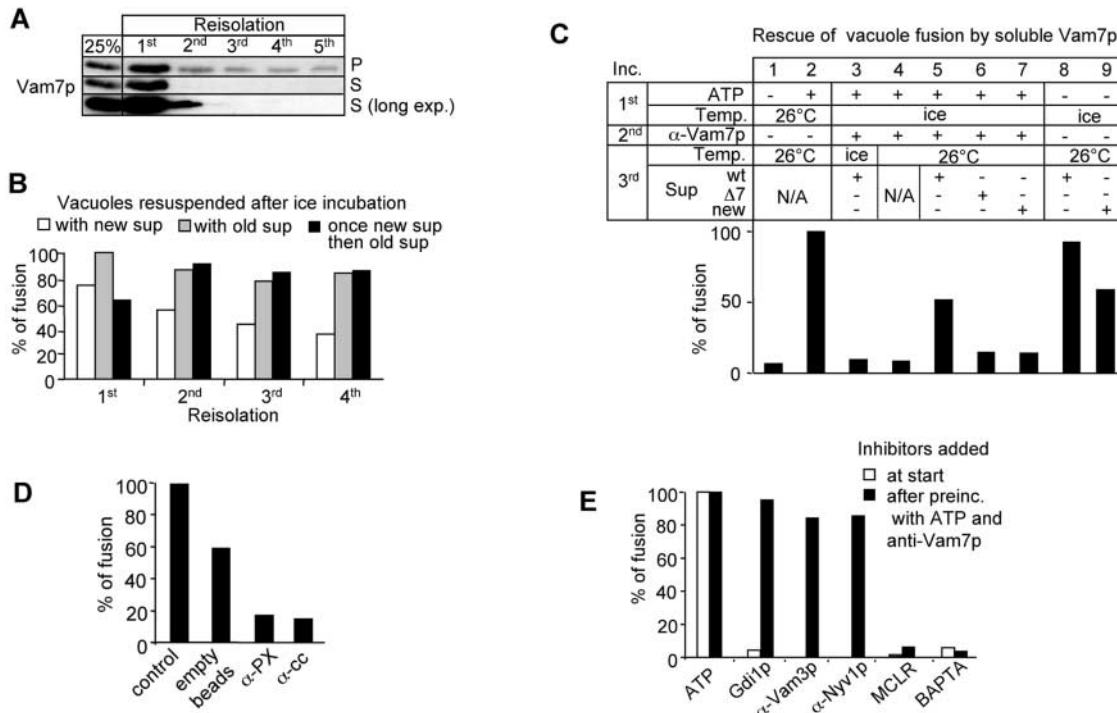 A
Reisolation
25% 1st 2nd 3rd 4th 5th
Vam7p
P
S
S (long exp.)
B
Vacuoles resuspended after ice incubation
with new sup with old sup once new sup
then old sup
% of fusion
100
80
60
40
20
0
1st 2nd 3rd 4th
Reisolation
C
Rescue of vacuole fusion by soluble Vam7p
Inc. 1 2 3 4 5 6 7 8 9
1st ATP - + + + + + + - -
Temp. 26°C ice ice
2nd α-Vam7p - - + + + + + - -
3rd Temp. 26°C ice 26°C 26°C
Sup wt N/A + N/A + - - + -
Δ7 - - + - - -
new - - - + - +
% of fusion
100
50
0
D
% of fusion
100
80
60
40
20
0
control empty beads α-PX α-cc
E
Inhibitors added
at start
after preinc.
with ATP and
anti-Vam7p
% of fusion
100
80
60
40
20
0
ATP Gdi1p α-Vam3p α-Nyv1p MCLR BAPTA